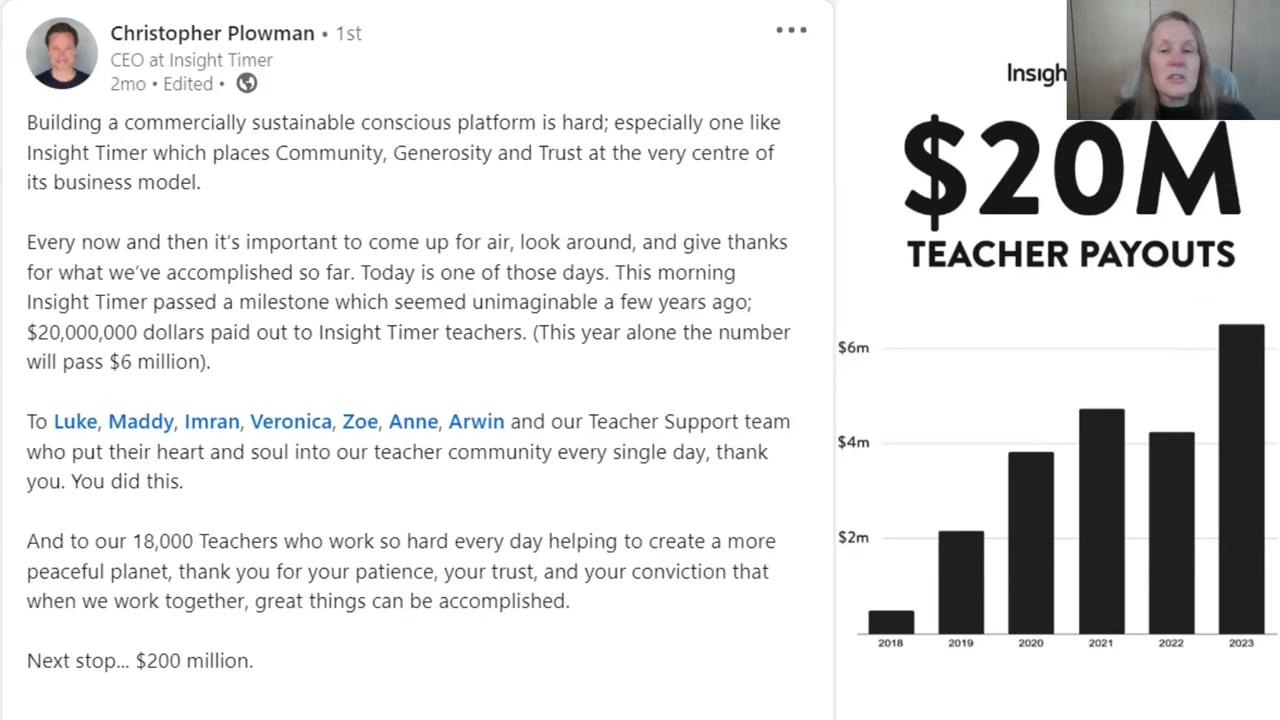 Christopher Plowman • 1st
CEO at Insight Timer
2mo • Edited •
Building a commercially sustainable conscious platform is hard; especially one like
Insight Timer which places Community, Generosity and Trust at the very centre of
its business model.
Every now and then it's important to come up for air, look around, and give thanks
for what we've accomplished so far. Today is one of those days. This morning
Insight Timer passed a milestone which seemed unimaginable a few years ago;
$20,000,000 dollars paid out to Insight Timer teachers. (This year alone the number
will pass $6 million).
To Luke, Maddy, Imran, Veronica, Zoe, Anne, Arwin and our Teacher Support team
who put their heart and soul into our teacher community every single day, thank
you. You did this.
And to our 18,000 Teachers who work so hard every day helping to create a more
peaceful planet, thank you for your patience, your trust, and your conviction that
when we work together, great things can be accomplished.
Next stop... $200 million.
Insigh
$20M
TEACHER PAYOUTS
$6m
$4m
$2m
2018 2019 2020 2021 2022 2023